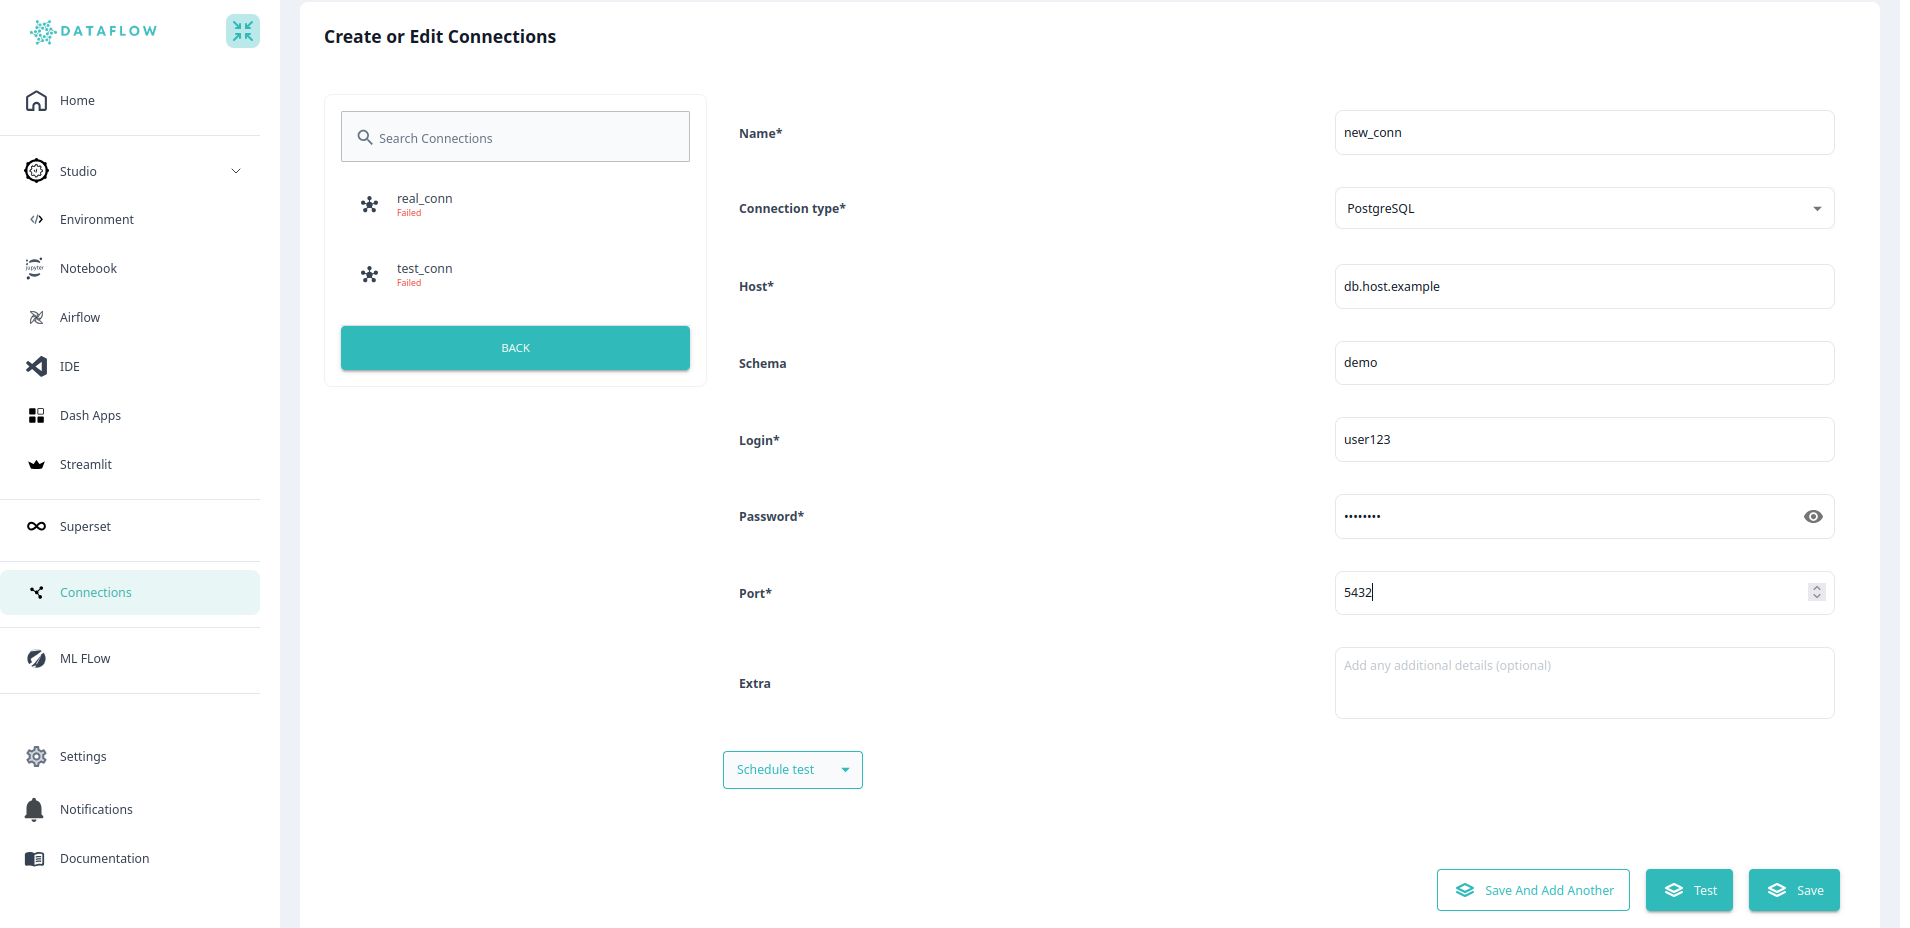 DATAFLOW
Home
Studio
Environment
Notebook
Airflow
IDE
Dash Apps
Streamlit
Superset
Connections
ML FLow
Settings
Notifications
Documentation
Create or Edit Connections
Search Connections
real_conn
Failed
test_conn
Failed
BACK
Name*
new_conn
Connection type*
PostgreSQL
Host*
db.host.example
Schema
demo
Login*
user123
Password*
••••••••
Port*
5432
Extra
Add any additional details (optional)
Schedule test
Save And Add Another
Test
Save